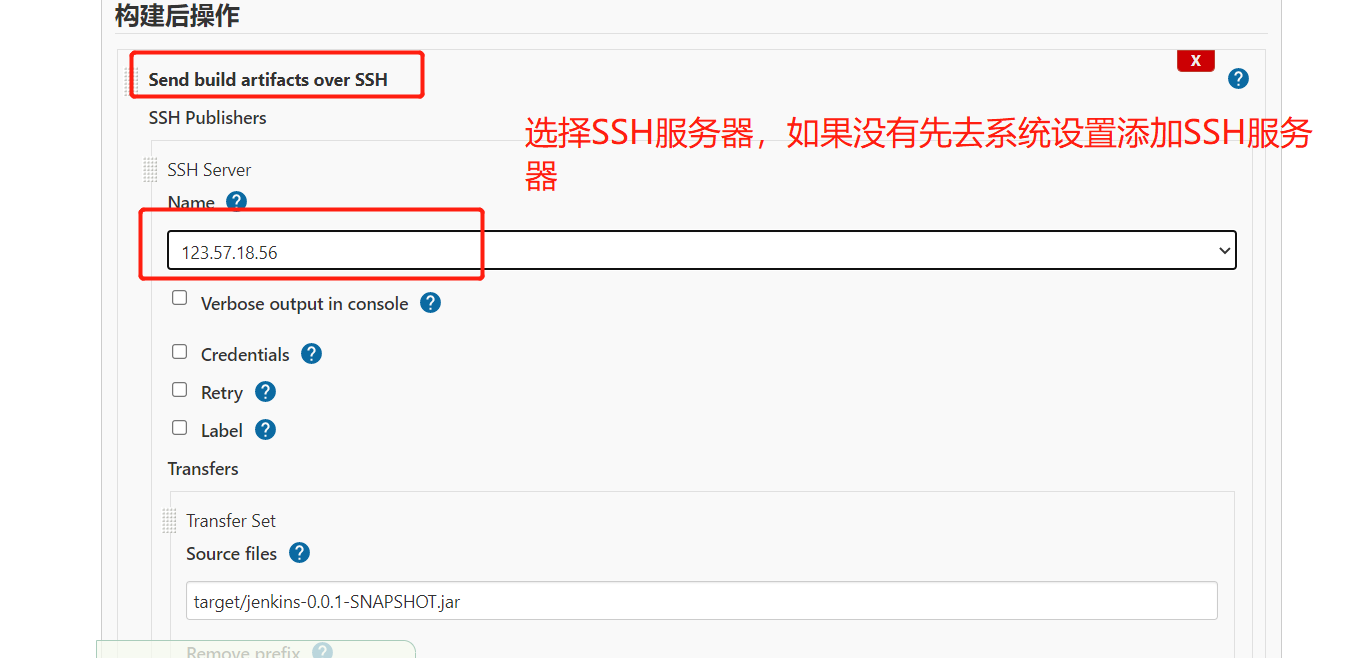 构建后操作
X
Send build artifacts over SSH
?
SSH Publishers
选择SSH服务器，如果没有先去系统设置添加SSH服务
器
SSH Server
Name ?
123.57.18.56
Verbose output in console ?
Credentials ?
Retry ?
Label ?
Transfers
Transfer Set
Source files ?
target/jenkins-0.0.1-SNAPSHOT.jar
Remove prefix ?